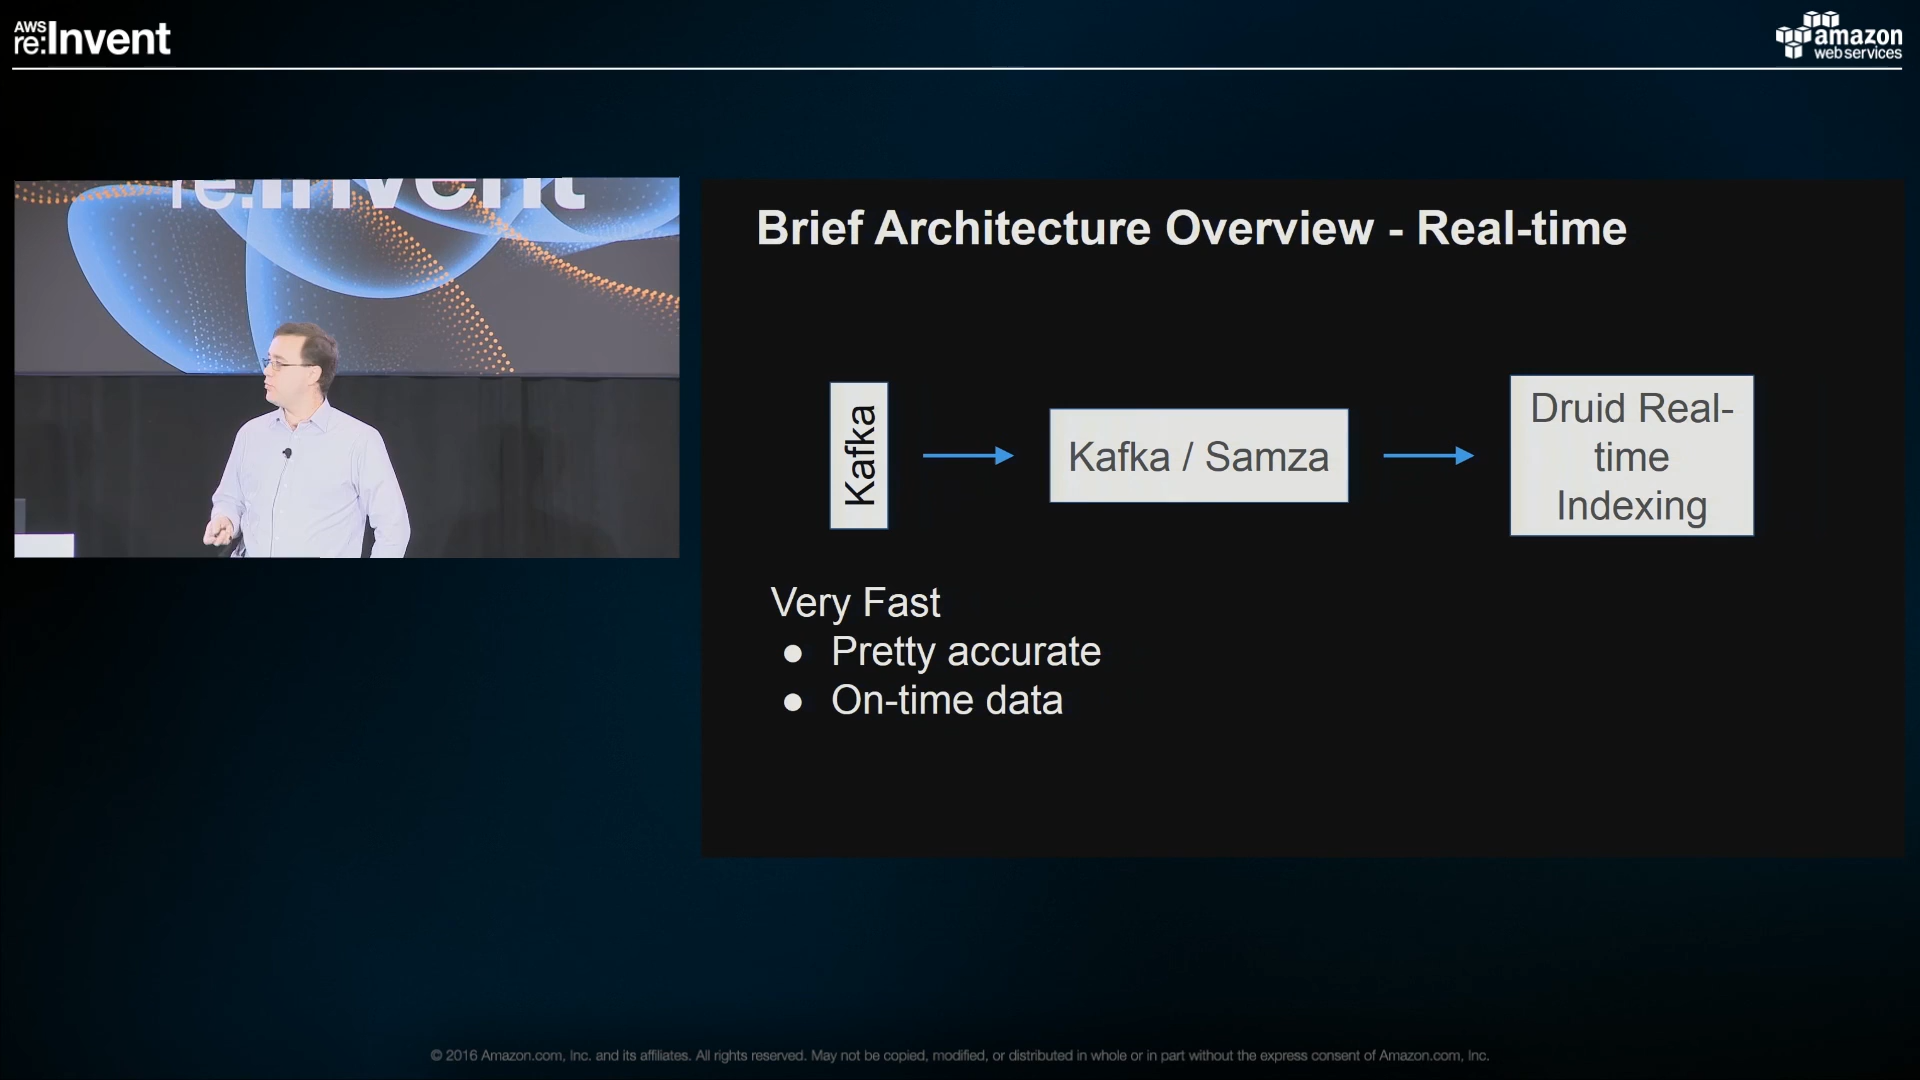 AWS
re:Invent
amazon
web services
re:Invent
Brief Architecture Overview - Real-time
Kafka
Kafka / Samza
Druid Real-
time
Indexing
Very Fast
● Pretty accurate
● On-time data
© 2016 Amazon.com, Inc. and its affiliates. All rights reserved. May not be copied, modified, or distributed in whole or in part without the express consent of Amazon.com, Inc.